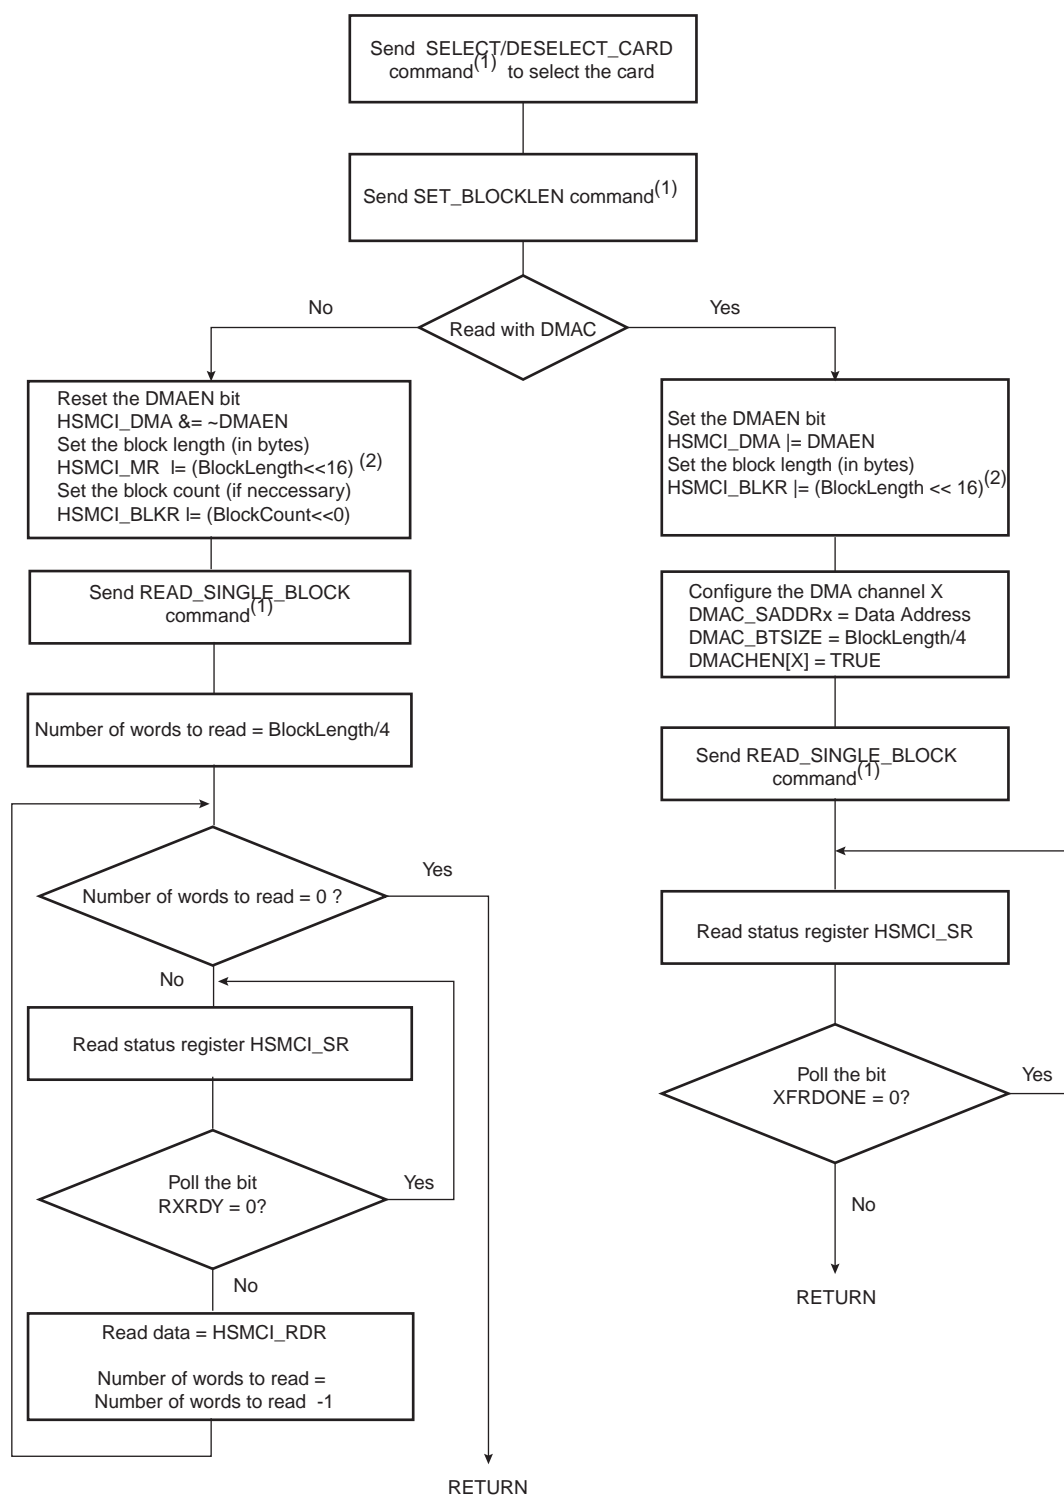 Send SELECT/DESELECT_CARD
command(1) to select the card
Send SET_BLOCKLEN command(1)
Read with DMAC
No
Yes
Reset the DMAEN bit
HSMCI_DMA &= ~DMAEN
Set the block length (in bytes)
HSMCI_MR l= (BlockLength<<16) (2)
Set the block count (if neccessary)
HSMCI_BLKR l= (BlockCount<<0)
Send READ_SINGLE_BLOCK
command(1)
Number of words to read = BlockLength/4
Number of words to read = 0 ?
Yes
No
Read status register HSMCI_SR
Poll the bit
RXRDY = 0?
Yes
No
Read data = HSMCI_RDR
Number of words to read =
Number of words to read -1
RETURN
Set the DMAEN bit
HSMCI_DMA |= DMAEN
Set the block length (in bytes)
HSMCI_BLKR |= (BlockLength << 16)(2)
Configure the DMA channel X
DMAC_SADDRx = Data Address
DMAC_BTSIZE = BlockLength/4
DMACHEN[X] = TRUE
Send READ_SINGLE_BLOCK
command(1)
Read status register HSMCI_SR
Poll the bit
XFRDONE = 0?
Yes
No
RETURN